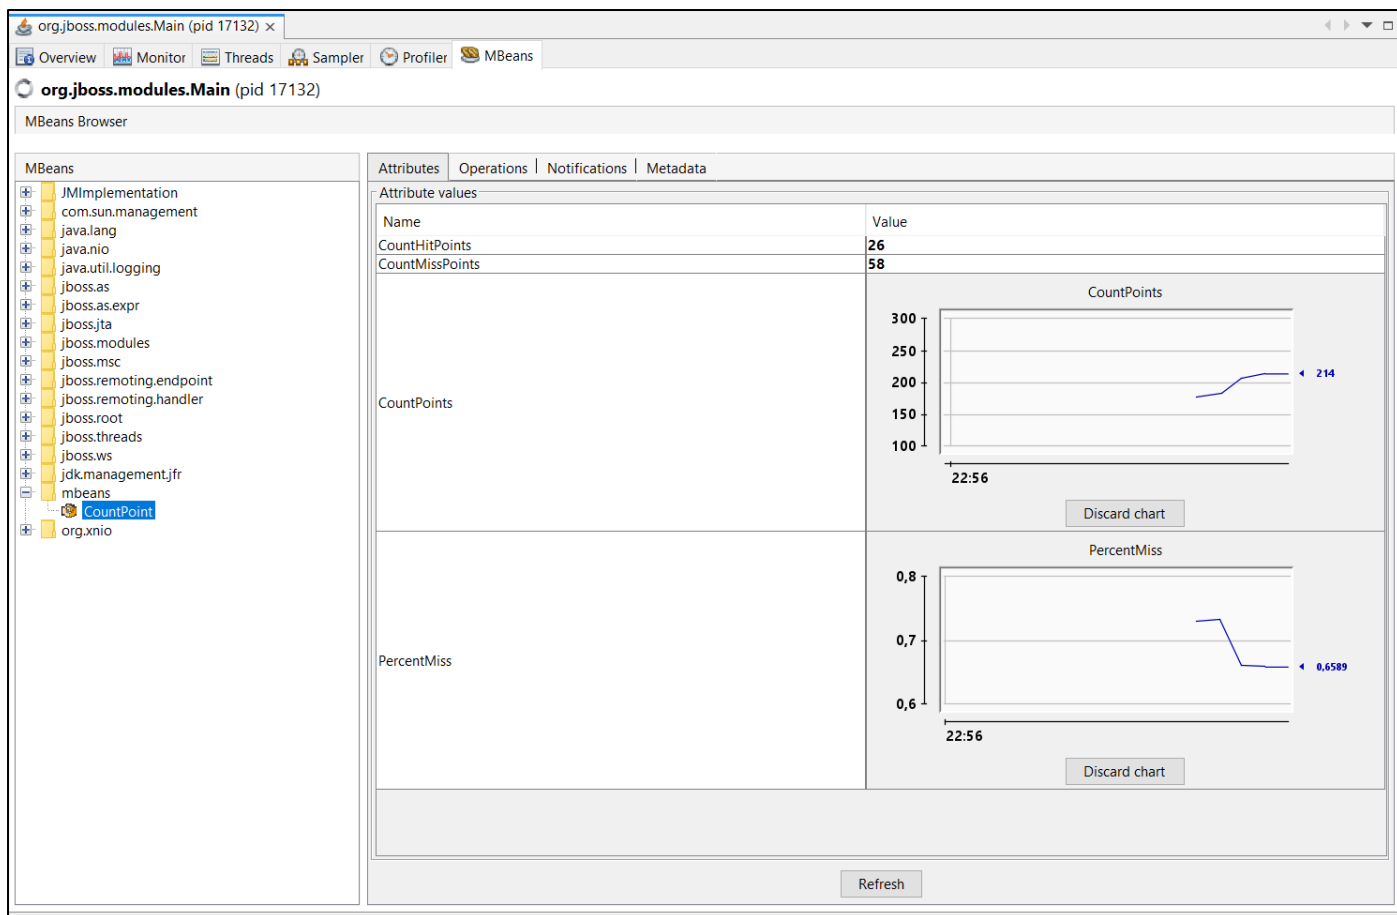 org.jboss.modules.Main (pid 17132) ×
Overview Monitor Threads Sampler Profiler MBeans
org.jboss.modules.Main (pid 17132)
MBeans Browser
MBeans
JMImplementation
com.sun.management
java.lang
java.nio
java.util.logging
jboss.as
jboss.as.expr
jboss.jta
jboss.modules
jboss.msc
jboss.remoting.endpoint
jboss.remoting.handler
jboss.root
jboss.threads
jboss.ws
jdk.management.jfr
mbeans
CountPoint
org.xnio
Attributes Operations Notifications Metadata
Attribute values
Name Value
CountHitPoints 26
CountMissPoints 58
CountPoints
CountPoints
300
250
200
150
100
214
22:56
Discard chart
PercentMiss
PercentMiss
0,8
0,7
0,6
0,6589
22:56
Discard chart
Refresh